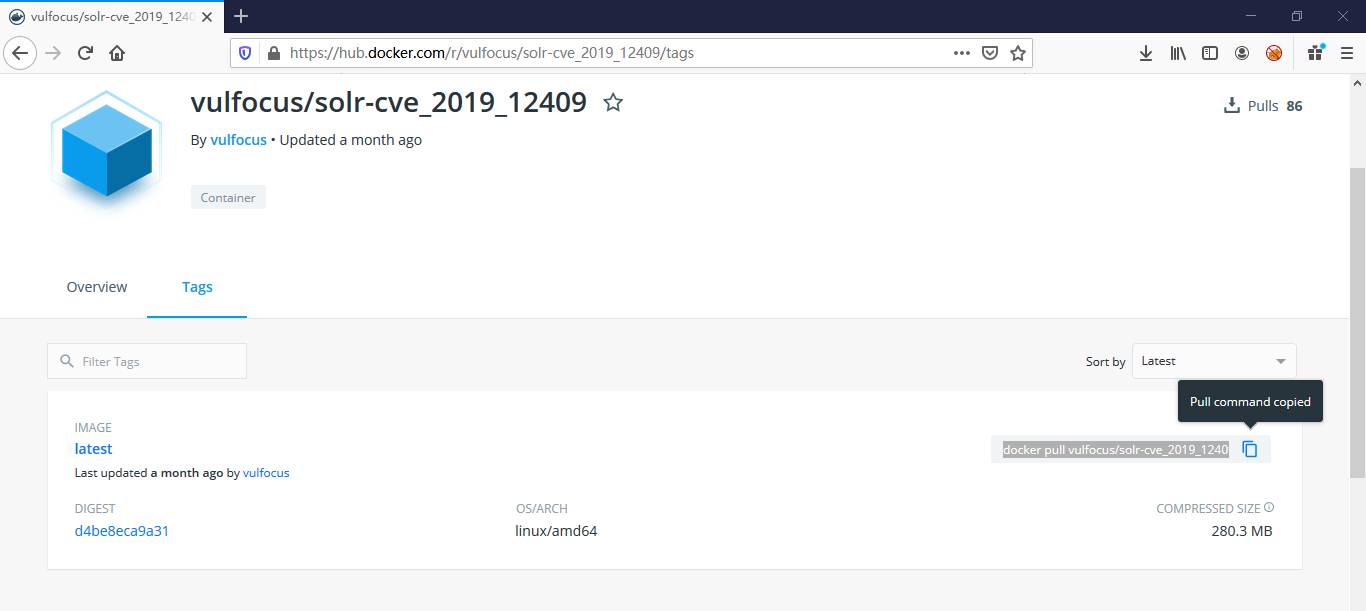 vulfocus/solr-cve_2019_1240
https://hub.docker.com/r/vulfocus/solr-cve_2019_12409/tags
vulfocus/solr-cve_2019_12409
Pulls 86
By vulfocus • Updated a month ago
Container
Overview
Tags
Filter Tags
Sort by
Latest
Pull command copied
IMAGE
latest
docker pull vulfocus/solr-cve_2019_1240
Last updated a month ago by vulfocus
DIGEST
OS/ARCH
COMPRESSED SIZE
d4be8eca9a31
linux/amd64
280.3 MB